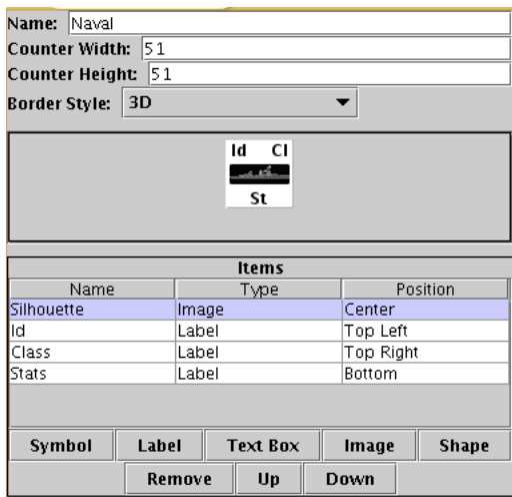 Name: Naval
Counter Width: 51
Counter Height: 51
Border Style: 3D
Id Cl
St
Items
Name Type Position
Silhouette Image Center
Id Label Top Left
Class Label Top Right
Stats Label Bottom
Symbol Label Text Box Image Shape
Remove Up Down